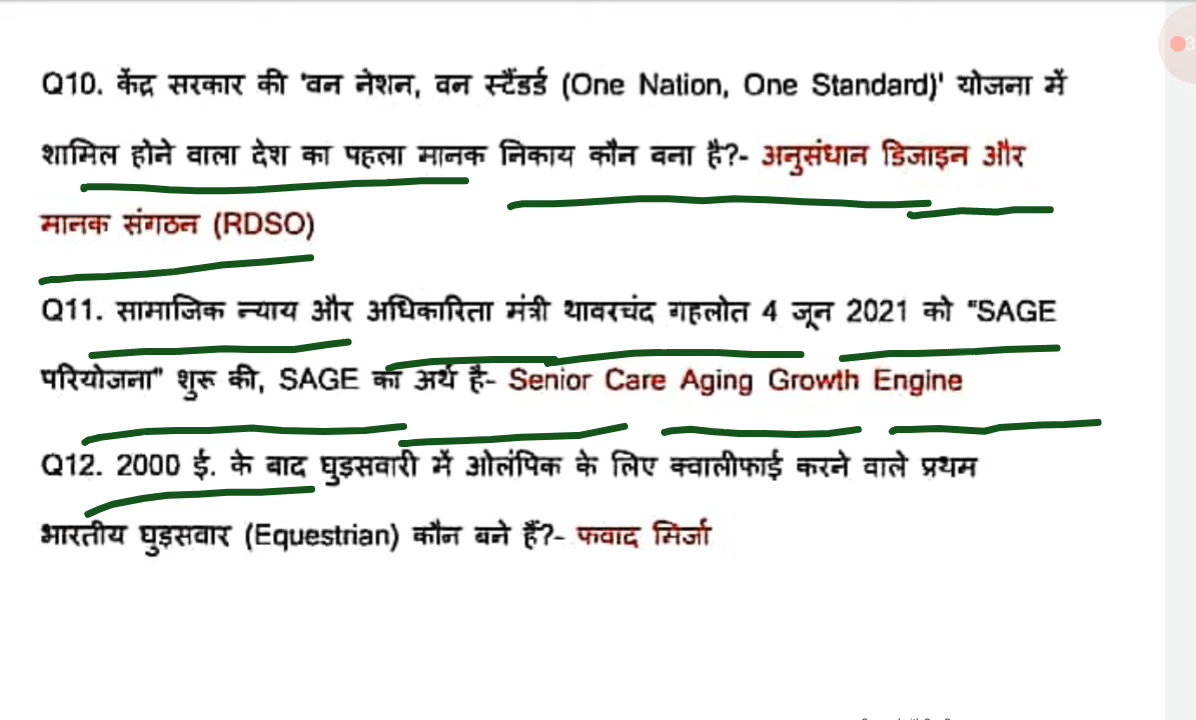 Q10. केंद्र सरकार की 'वन नेशन, वन स्टैंडर्ड (One Nation, One Standard)' योजना में
शामिल होने वाला देश का पहला मानक निकाय कौन बना है?- अनुसंधान डिजाइन और
मानक संगठन (RDSO)
Q11. सामाजिक न्याय और अधिकारिता मंत्री थावरचंद गहलोत 4 जून 2021 को "SAGE
परियोजना" शुरू की, SAGE का अर्थ है- Senior Care Aging Growth Engine
Q12. 2000 ई. के बाद घुड़सवारी में ओलंपिक के लिए क्वालीफाई करने वाले प्रथम
भारतीय घुड़सवार (Equestrian) कौन बने हैं?- फवाद मिर्जा